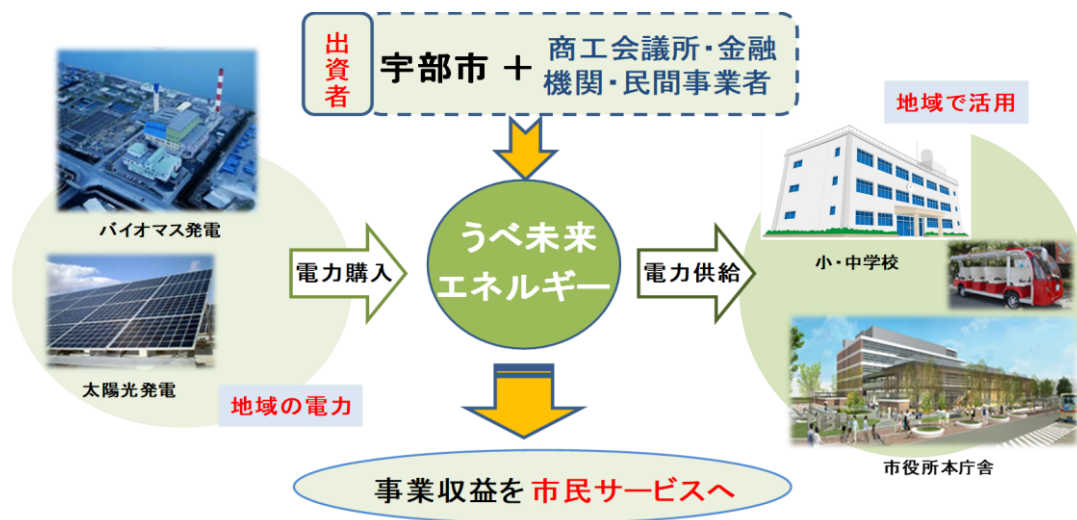 出資者
宇部市 ＋
商工会議所・金融
機関・民間事業者
地域で活用
バイオマス発電
太陽光発電
地域の電力
電力購入
うべ未来
エネルギー
電力供給
小・中学校
市役所本庁舎
事業収益を 市民サービスへ